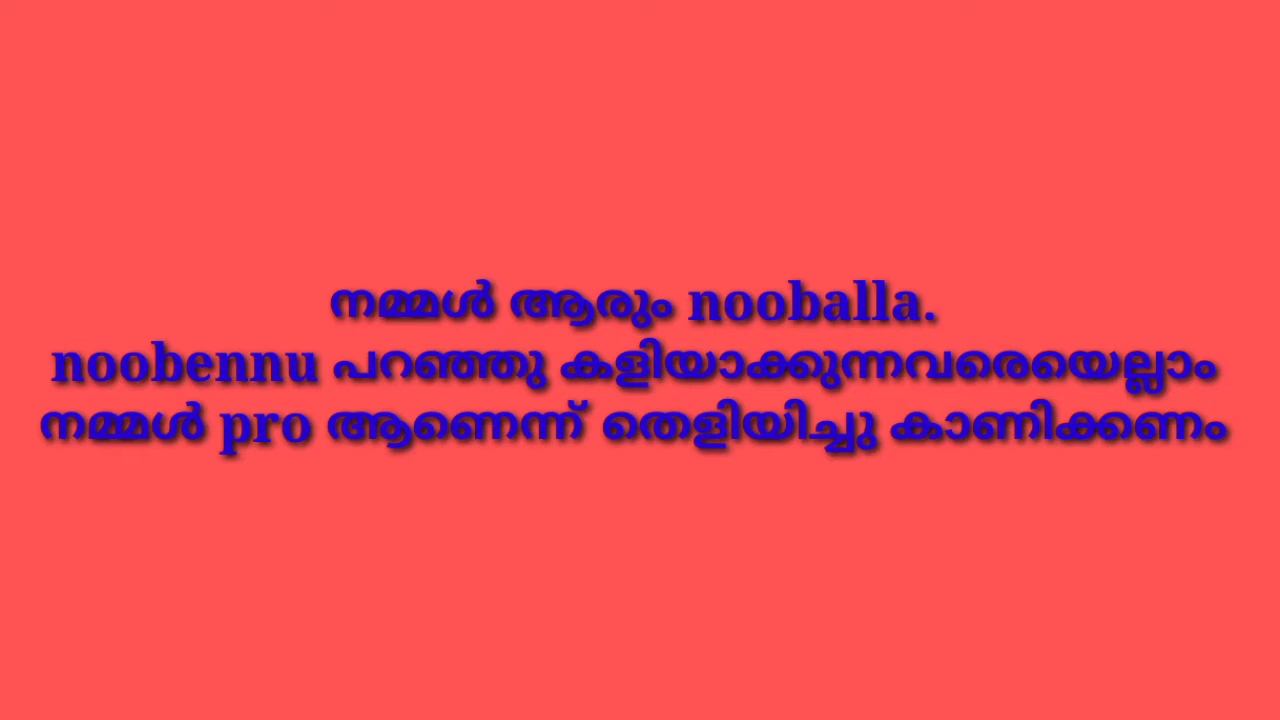 നമ്മൾ ആരും nooballa.
noobennu പറഞ്ഞു കളിയാക്കുന്നവരെയെല്ലാം
നമ്മൾ pro ആണെന്ന് തെളിയിച്ചു കാണിക്കണം